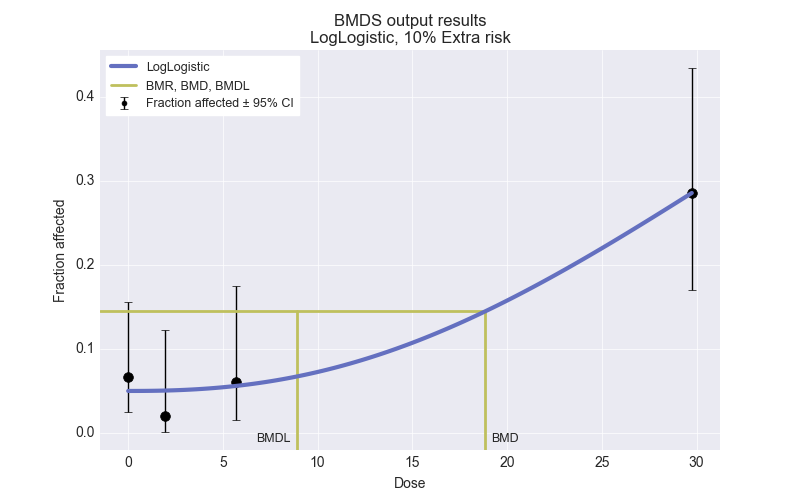 BMDS output results
LogLogistic, 10% Extra risk
LogLogistic
BMR, BMD, BMDL
Fraction affected ± 95% CI
Fraction affected
0.4
0.3
0.2
0.1
0.0
BMDL
BMD
0 5 10 15 20 25 30
Dose